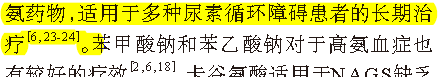 氨药物，适用于多种尿素循环障碍患者的长期治
疗[6,23-24]。苯甲酸钠和苯乙酸钠对于高氨血症也
有较好的疗效[2,6,18]。卡谷氨酸适用于NAGS缺乏